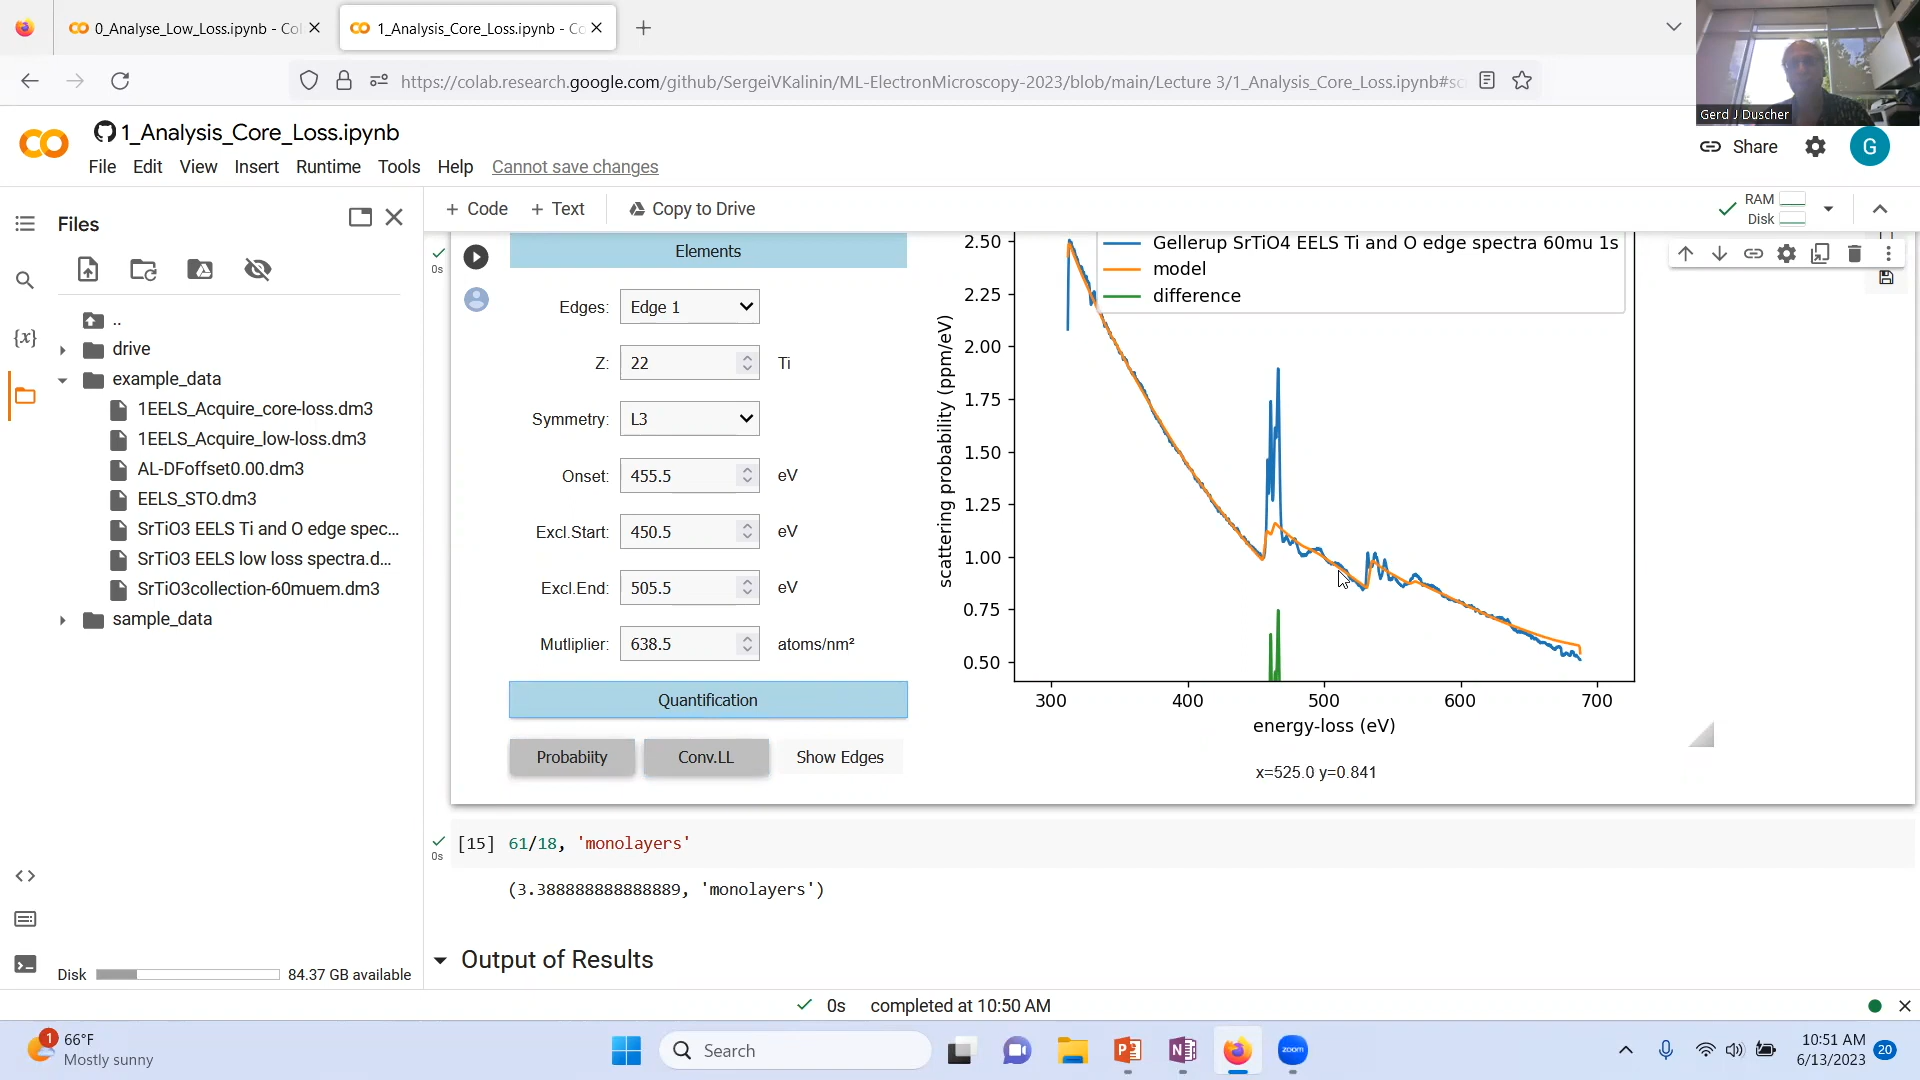 0_Analyse_Low_Loss.ipynb - Col
1_Analysis_Core_Loss.ipynb - Co
https://colab.research.google.com/github/SergeiVKalinin/ML-ElectronMicroscopy-2023/blob/main/Lecture 3/1_Analysis_Core_Loss.ipynb#sc
Gerd J Duscher
1_Analysis_Core_Loss.ipynb
File Edit View Insert Runtime Tools Help Cannot save changes
Share
G
Files
+ Code + Text Copy to Drive
RAM
Disk
{x}
..
drive
example_data
1EELS_Acquire_core-loss.dm3
1EELS_Acquire_low-loss.dm3
AL-DFoffset0.00.dm3
EELS_STO.dm3
SrTiO3 EELS Ti and O edge spec...
SrTiO3 EELS low loss spectra.d...
SrTiO3collection-60muem.dm3
sample_data
Disk 84.37 GB available
0s
Elements
Edges: Edge 1
Z: 22 Ti
Symmetry: L3
Onset: 455.5 eV
Excl.Start: 450.5 eV
Excl.End: 505.5 eV
Mutliplier: 638.5 atoms/nm²
Quantification
Probabiity Conv.LL Show Edges
Gellerup SrTiO4 EELS Ti and O edge spectra 60mu 1s
model
difference
scattering probability (ppm/eV)
2.50
2.25
2.00
1.75
1.50
1.25
1.00
0.75
0.50
300 400 500 600 700
energy-loss (eV)
x=525.0 y=0.841
0s
[15] 61/18, 'monolayers'
(3.388888888888889, 'monolayers')
Output of Results
0s completed at 10:50 AM
1
66°F
Mostly sunny
Search
zoom
10:51 AM
6/13/2023
20